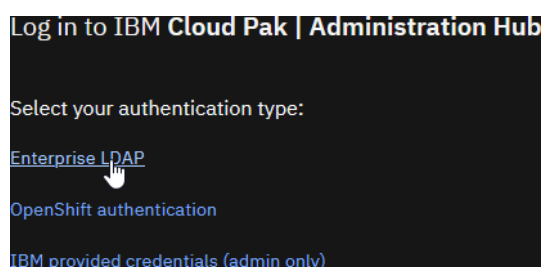 Log in to IBM Cloud Pak | Administration Hub
Select your authentication type:
Enterprise LDAP
OpenShift authentication
IBM provided credentials (admin only)